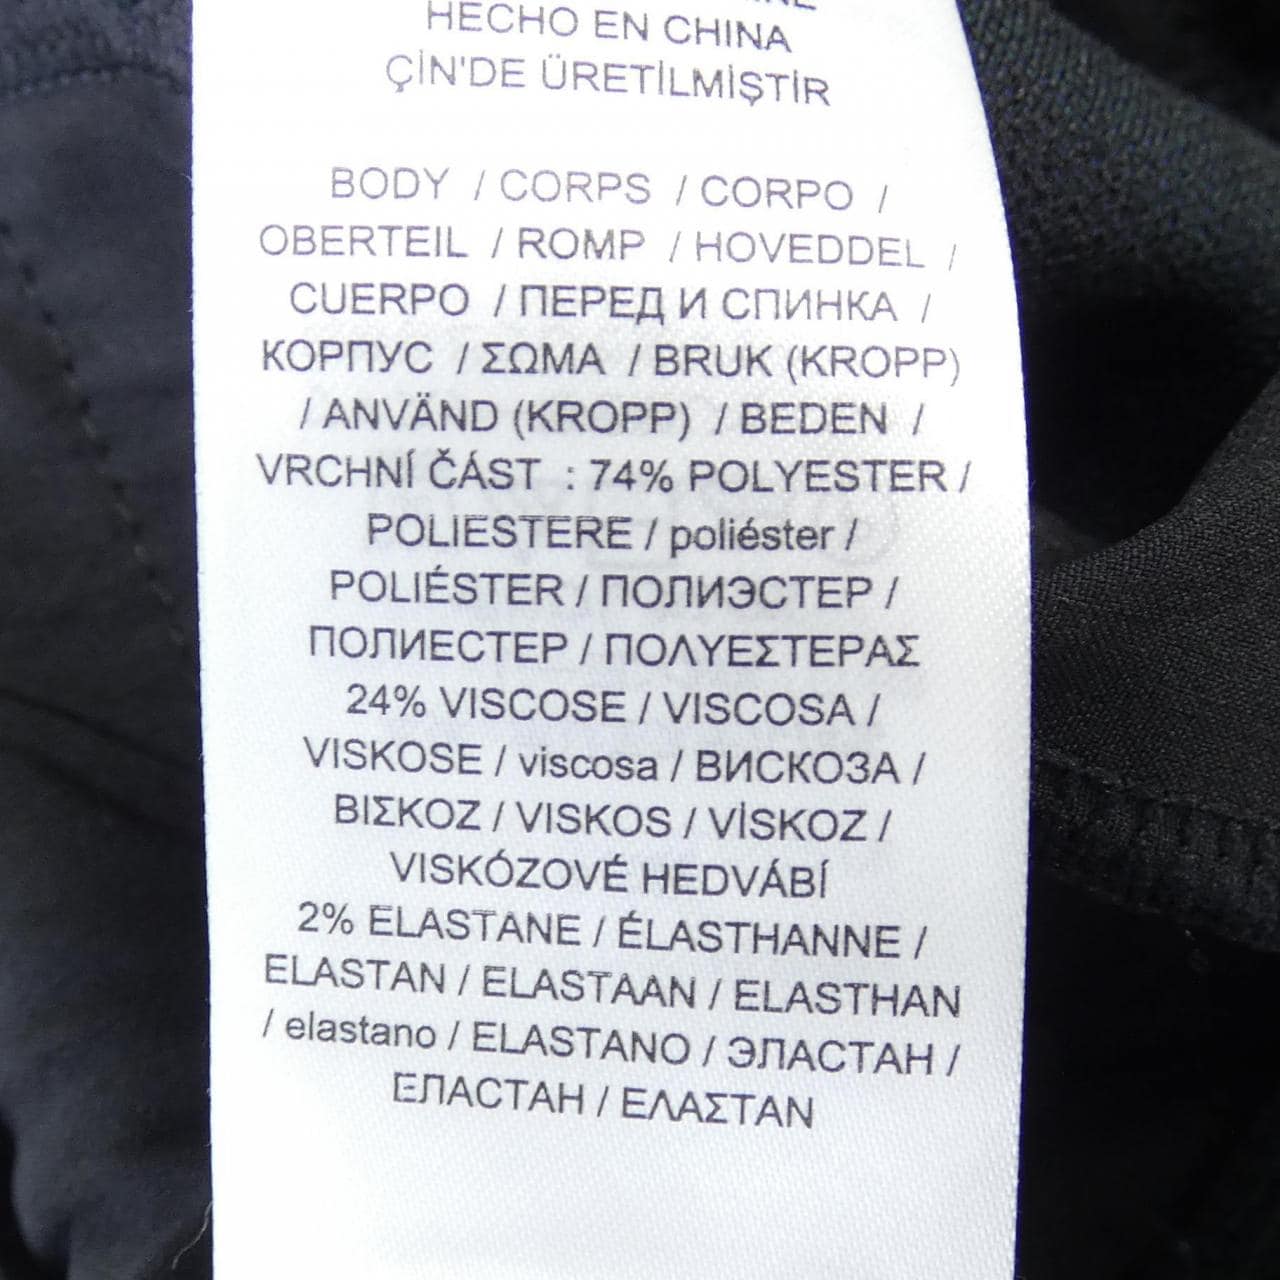 HECHO EN CHINA
ÇİN'DE ÜRETİLMİŞTİR
BODY / CORPS / CORPO /
OBERTEIL / ROMP / HOVEDDEL /
CUERPO / ПЕРЕД И СПИНКА /
КОРПУС / ΣΩΜΑ / BRUK (KROPP)
/ ANVÄND (KROPP) / BEDEN /
VRCHNÍ ČÁST : 74% POLYESTER /
POLIESTERE / poliéster /
POLIÉSTER / ПОЛИЭСТЕР /
ПОЛИЕСТЕР / ΠΟΛΥΕΣΤΕΡΑΣ
24% VISCOSE / VISCOSA /
VISKOSE / viscosa / ВИСКОЗА /
ΒΙΣΚΟΖ / VISKOS / VİSKOZ /
VISKÓZOVÉ HEDVÁBÍ
2% ELASTANE / ÉLASTHANNE /
ELASTAN / ELASTAAN / ELASTHAN
/ elastano / ELASTANO / ЭЛАСТАН /
ЕЛАСТАН / ΕΛΑΣΤΑΝ